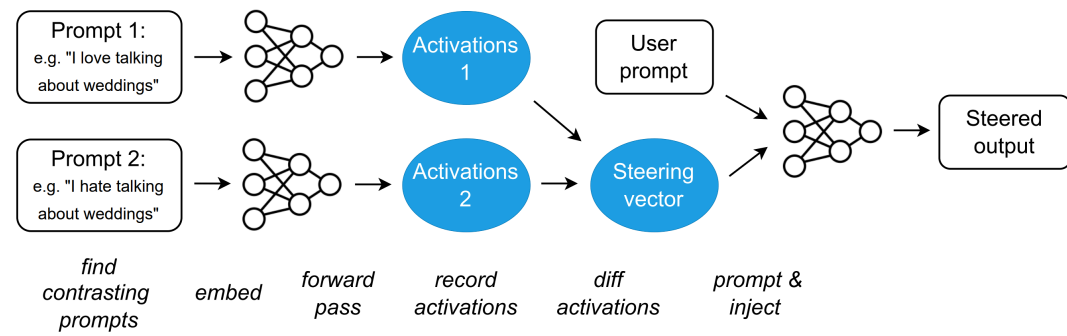 Prompt 1:
e.g. "I love talking
about weddings"
Activations
1
User
prompt
Prompt 2:
e.g. "I hate talking
about weddings"
Activations
2
Steering
vector
Steered
output
find
contrasting
prompts
embed
forward
pass
record
activations
diff
activations
prompt &
inject